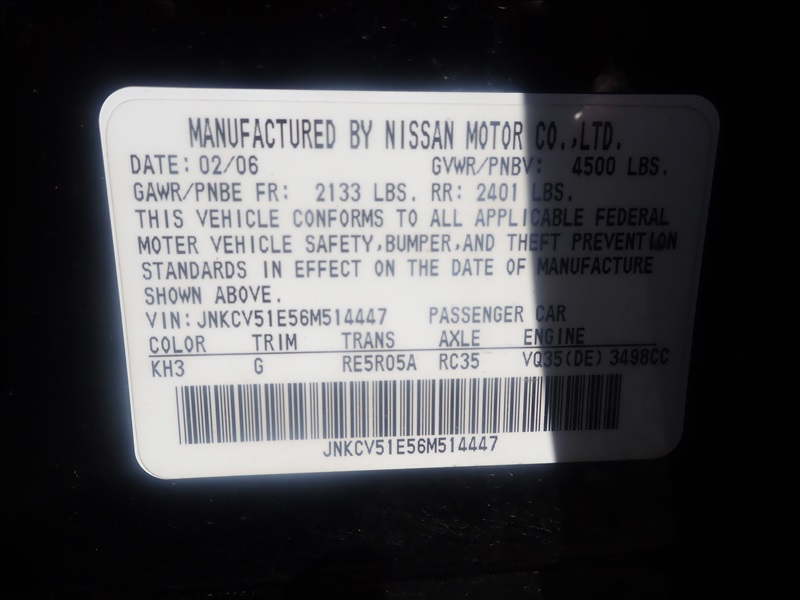 MANUFACTURED BY NISSAN MOTOR CO.,LTD.
DATE: 02/06 GVWR/PNBV: 4500 LBS.
GAWR/PNBE FR: 2133 LBS. RR: 2401 LBS.
THIS VEHICLE CONFORMS TO ALL APPLICABLE FEDERAL
MOTER VEHICLE SAFETY,BUMPER,AND THEFT PREVENTION
STANDARDS IN EFFECT ON THE DATE OF MANUFACTURE
SHOWN ABOVE.
VIN: JNKCV51E56M514447 PASSENGER CAR
COLOR TRIM TRANS AXLE ENGINE
KH3 G RE5R05A RC35 VQ35(DE) 3498CC
JNKCV51E56M514447